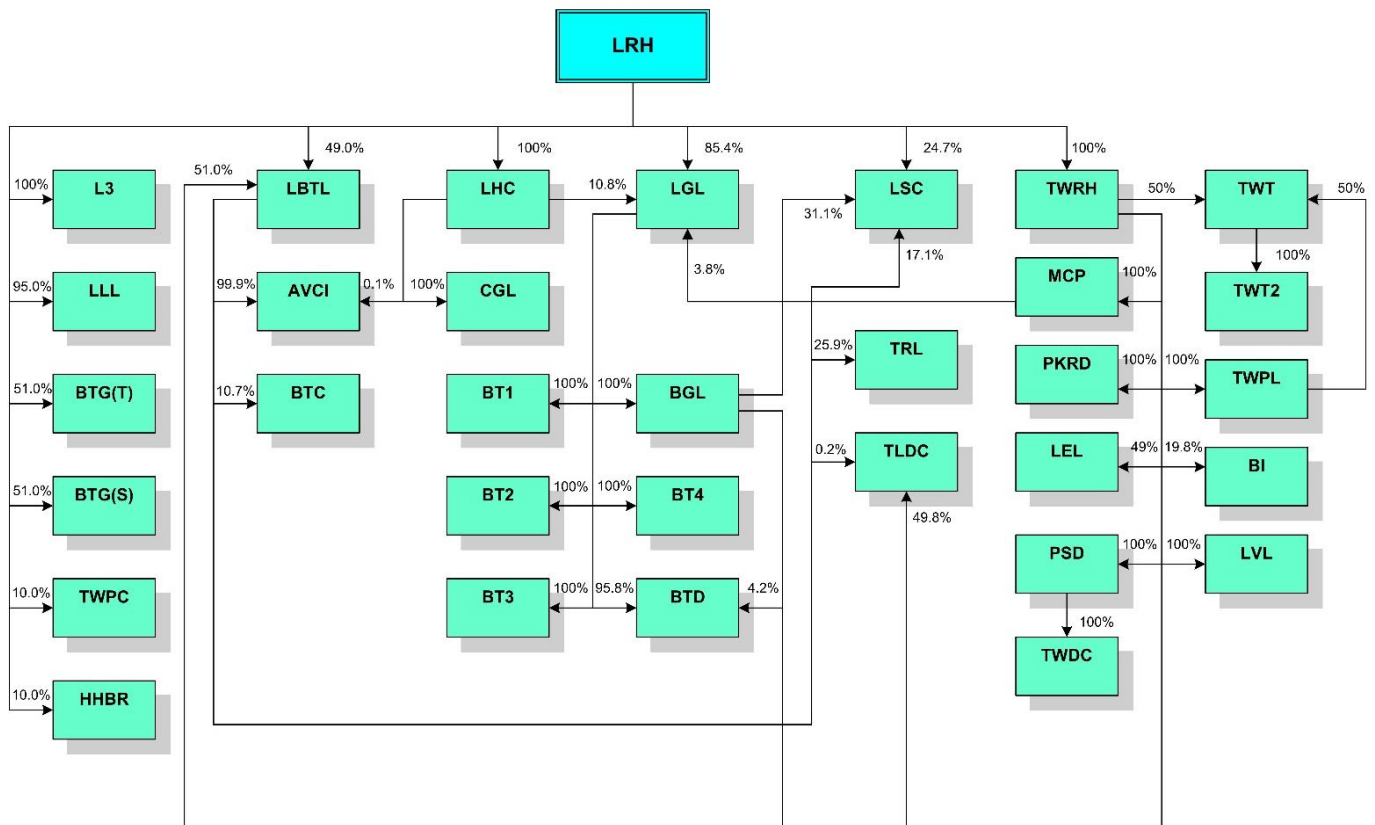 LRH
49.0%
100%
85.4%
24.7%
100%
51.0%
100%
L3
LBTL
LHC
10.8%
LGL
LSC
TWRH
50%
TWT
50%
31.1%
17.1%
3.8%
100%
95.0%
LLL
99.9%
AVCI
0.1%
100%
CGL
MCP
100%
TWT2
25.9%
TRL
51.0%
BTG(T)
10.7%
BTC
BT1
100%
100%
BGL
PKRD
100%
100%
TWPL
0.2%
TLDC
LEL
49%
19.8%
BI
51.0%
BTG(S)
BT2
100%
100%
BT4
49.8%
PSD
100%
100%
LVL
10.0%
TWPC
BT3
100%
95.8%
BTD
4.2%
100%
TWDC
10.0%
HHBR